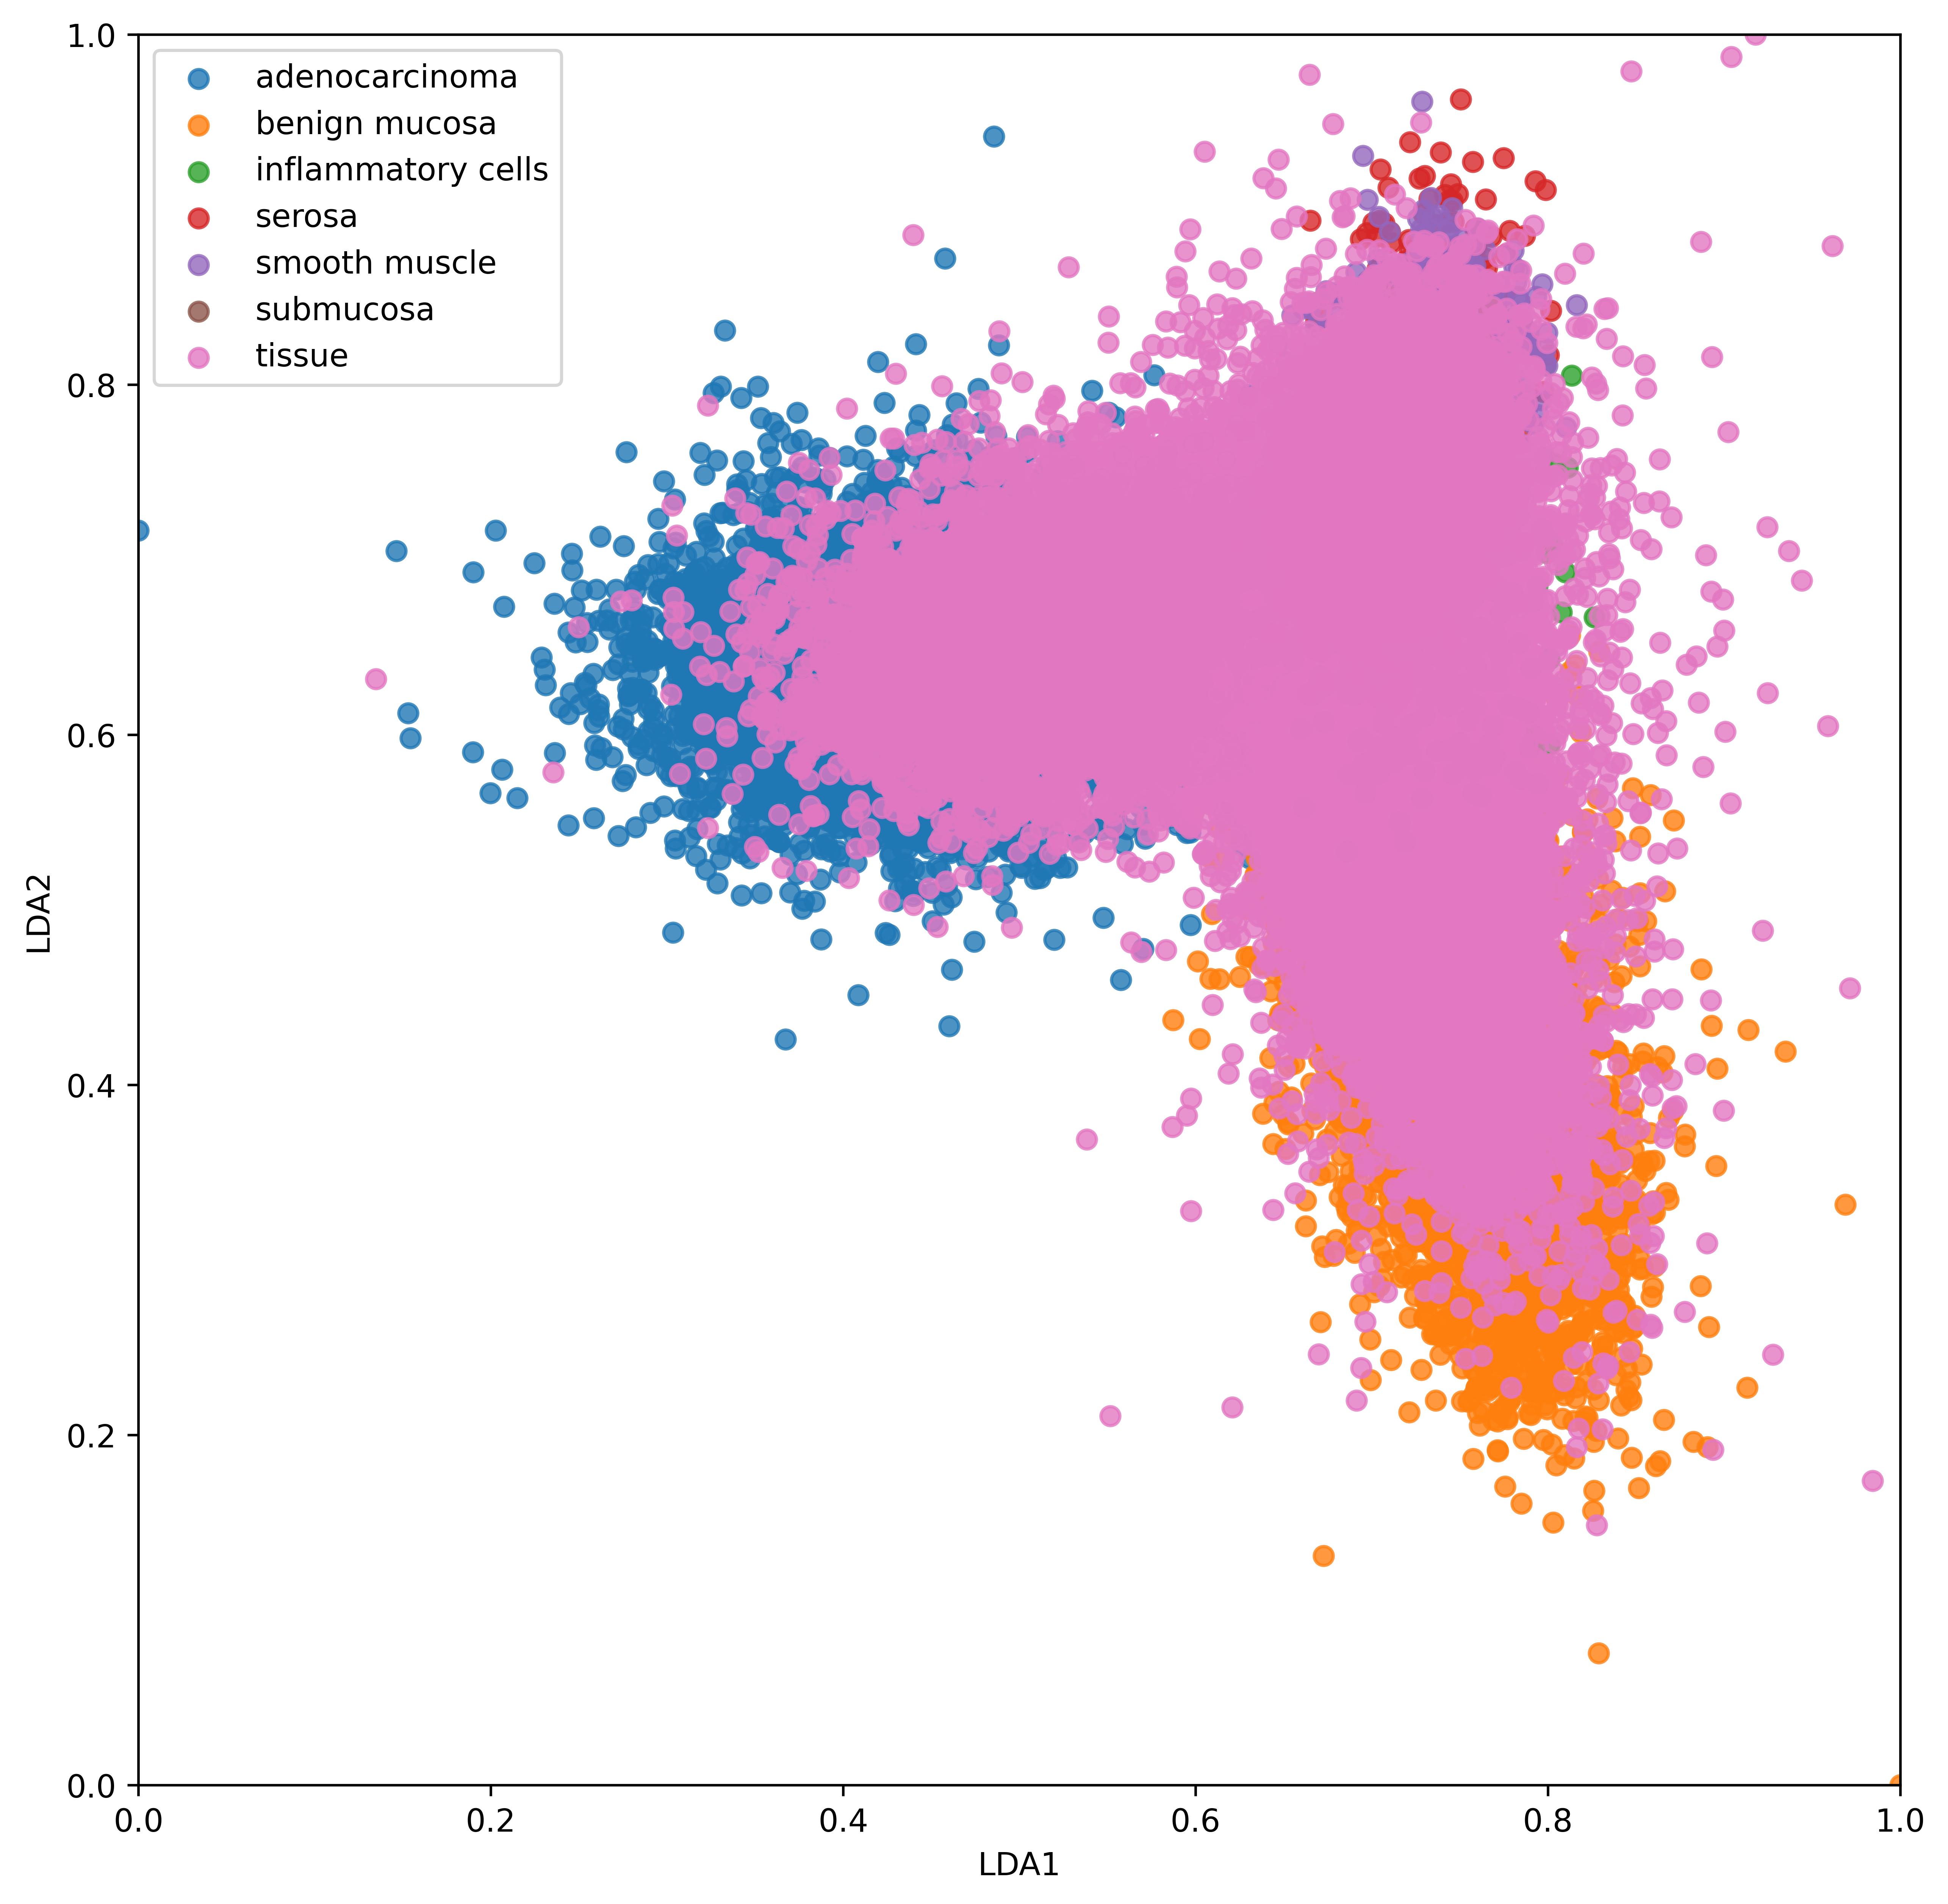 1.0
adenocarcinoma
benign mucosa
inflammatory cells
serosa
smooth muscle
submucosa
tissue
0.8
0.6
LDA2
0.4
0.2
0.0
0.0 0.2 0.4 0.6 0.8 1.0
LDA1